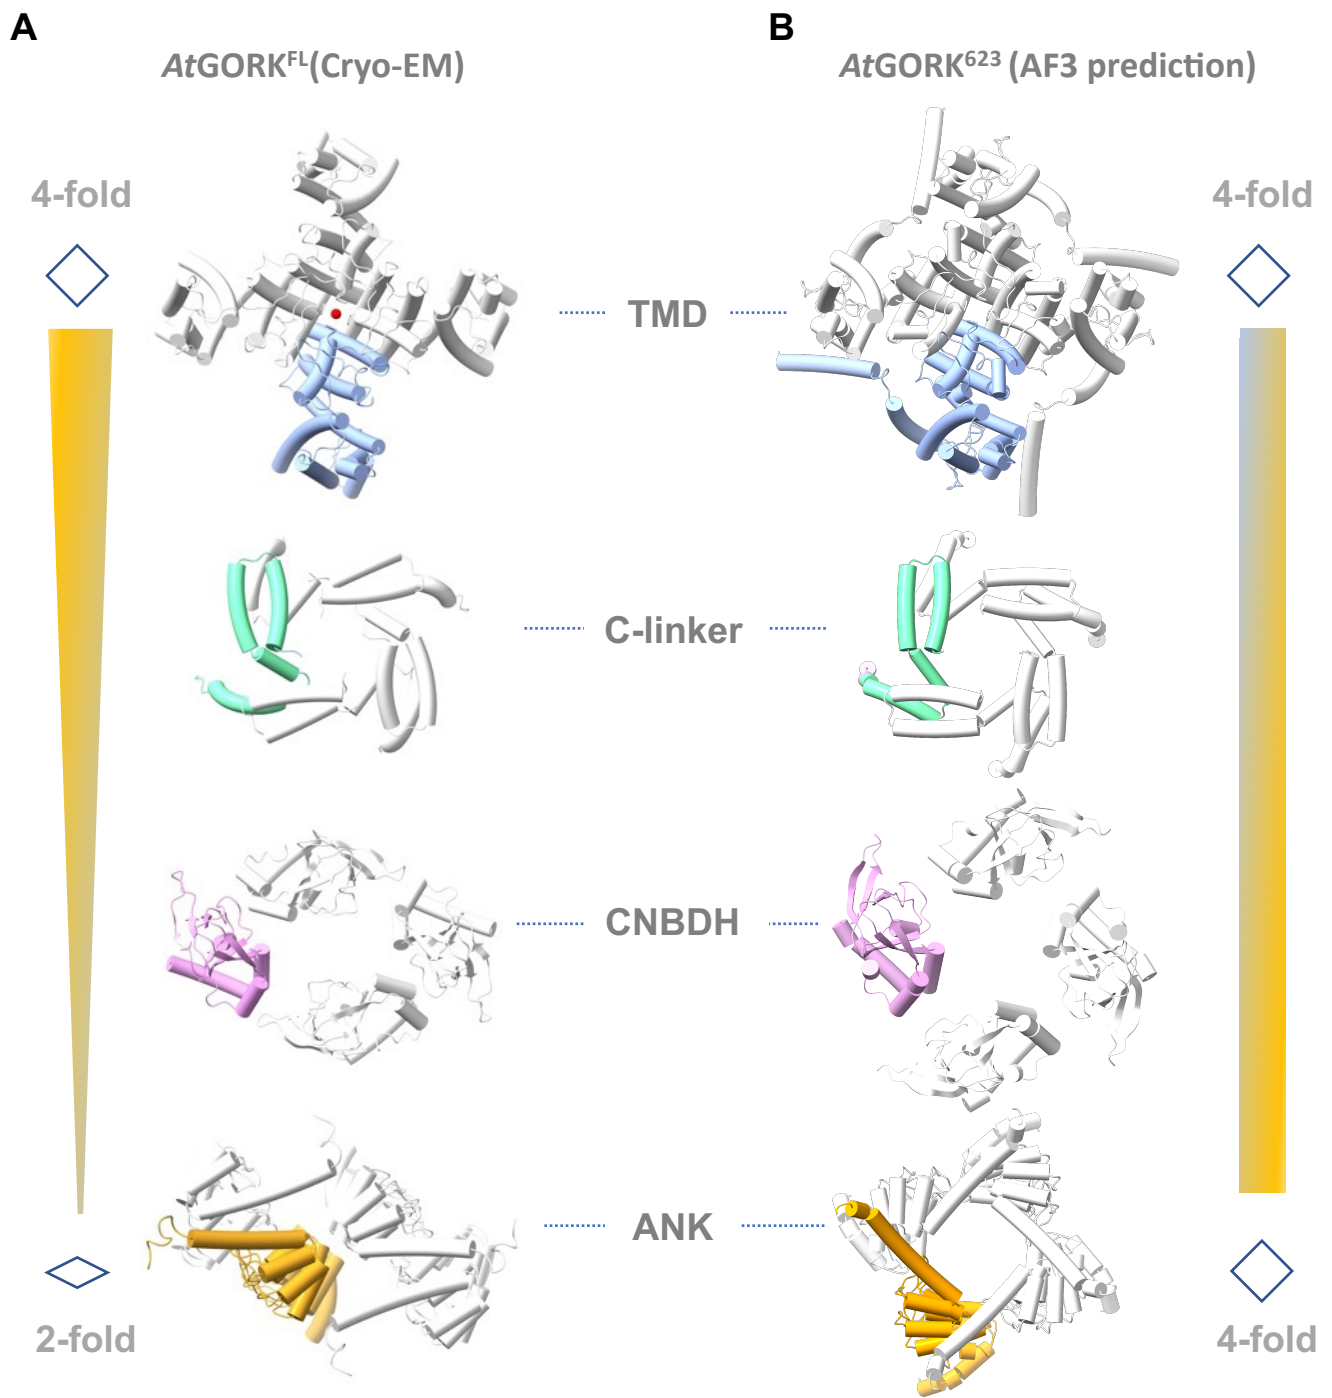 A
B
AtGORKFL(Cryo-EM)
AtGORK623 (AF3 prediction)
4-fold
4-fold
TMD
C-linker
CNBDH
ANK
2-fold
4-fold